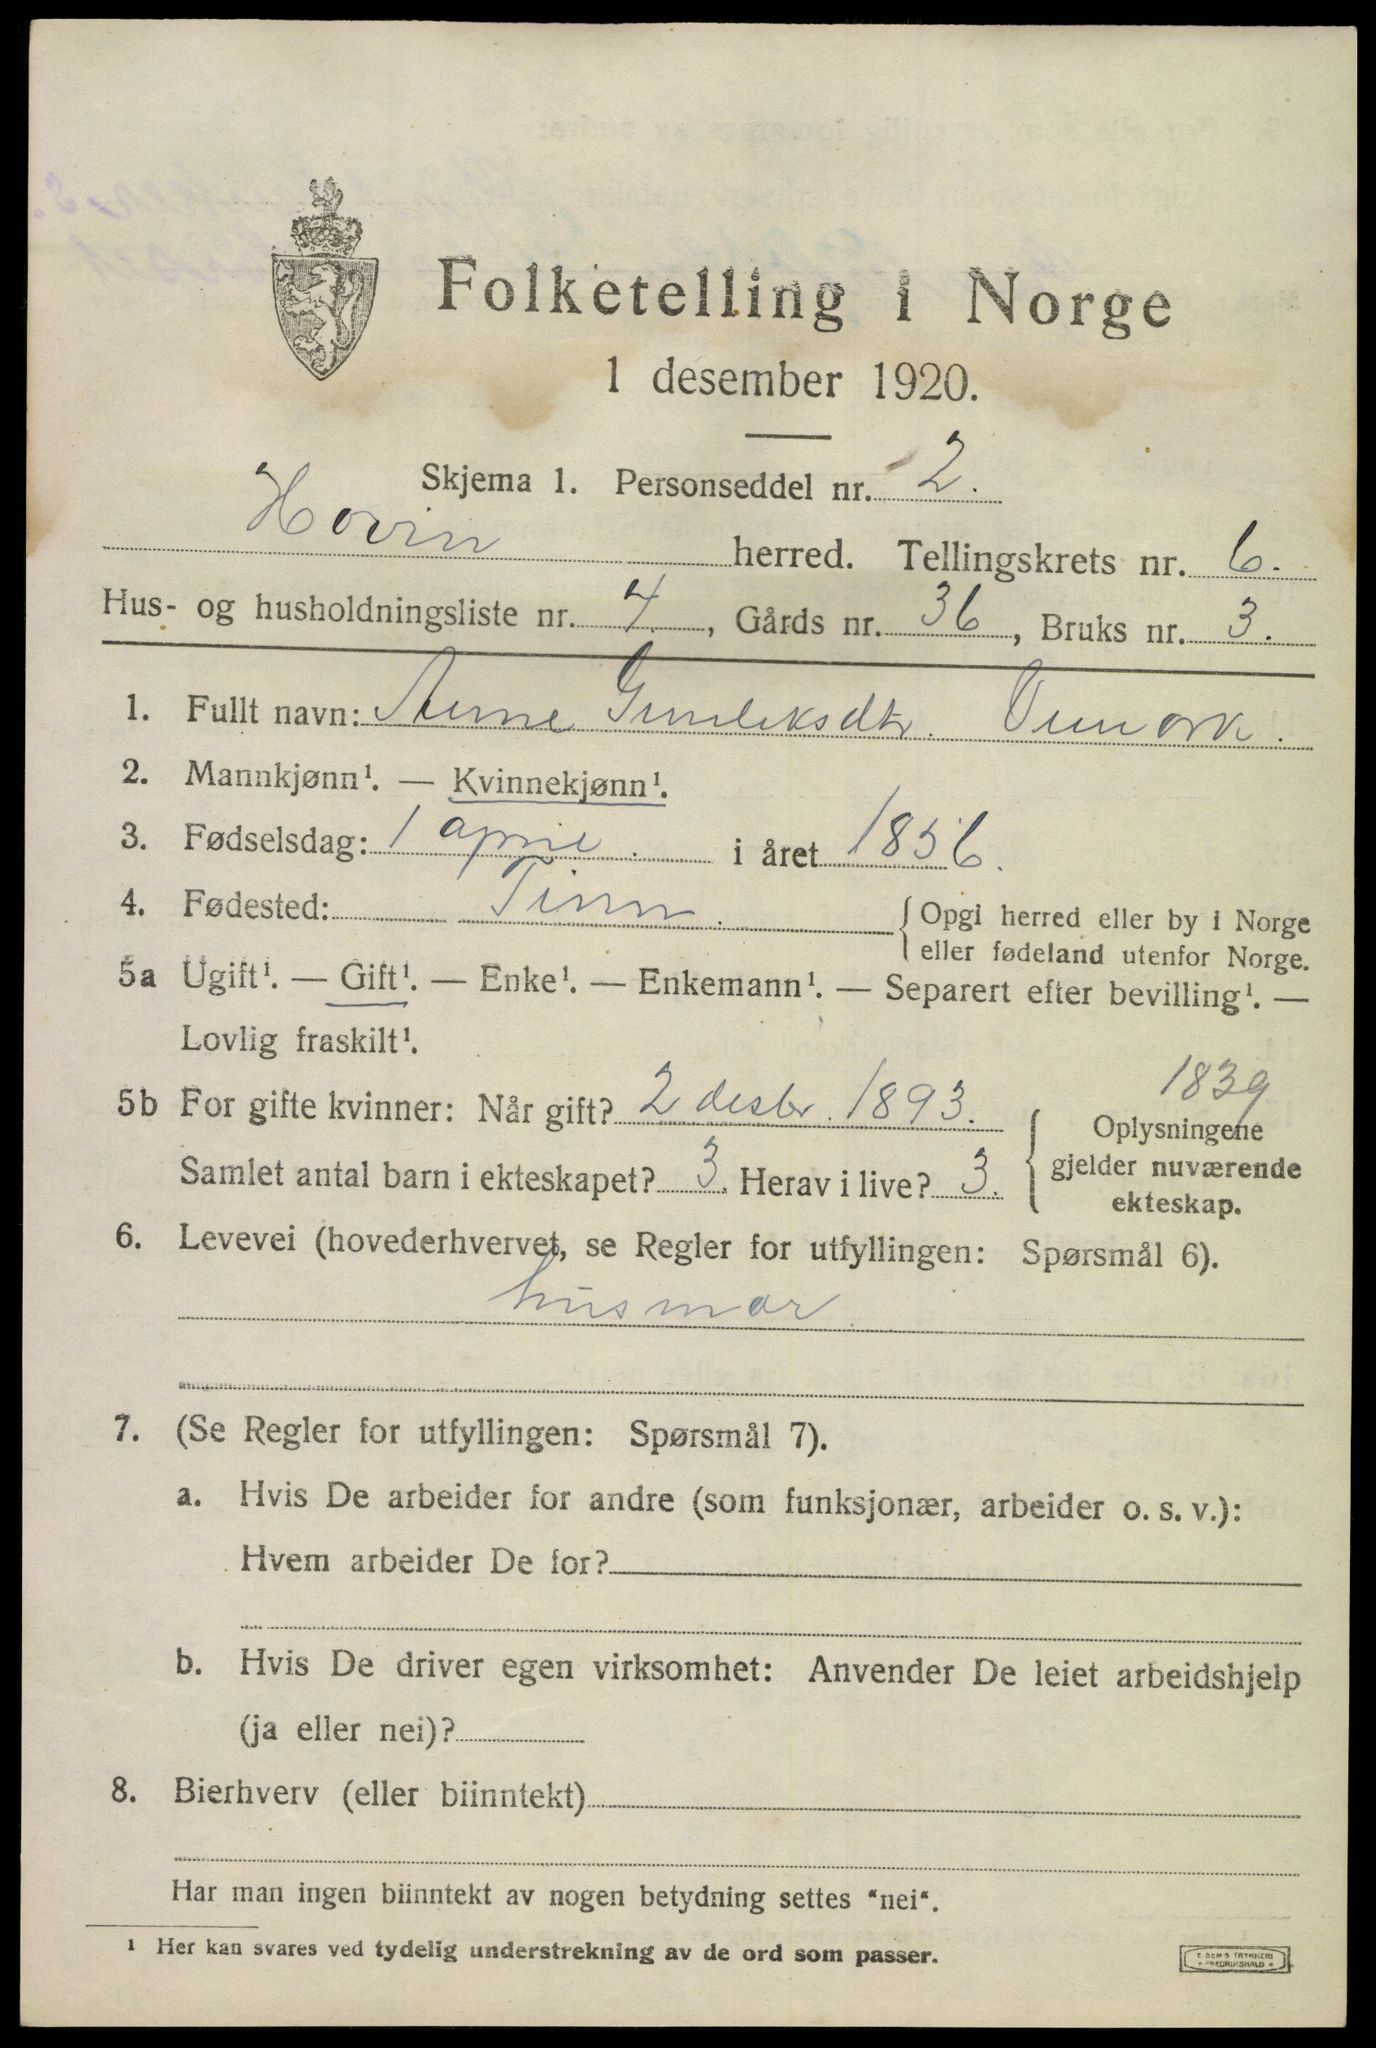 Folketelling i Norge
1 desember 1920.
Skjema 1. Personseddel nr. 2.
Hovin herred. Tellingskrets nr. 6.
Hus- og husholdningsliste nr. 4. , Gårds nr. 36 , Bruks nr. 3.
1. Fullt navn: Anne Gunleksdtr.
2. Mannkjønn¹. — Kvinnekjønn¹.
3. Fødselsdag: 1 april. i året 1856.
4. Fødested: Tinn. { Opgi herred eller by i Norge
eller fødeland utenfor Norge.
5a Ugift¹. — Gift¹. — Enke¹. — Enkemann¹. — Separert efter bevilling¹. —
Lovlig fraskilt¹.
1839
5b For gifte kvinner: Når gift? 2 desbr. 1893. { Oplysningene
Samlet antal barn i ekteskapet? 3. Herav i live? 3. gjelder nuværende
ekteskap.
6. Levevei (hovederhvervet, se Regler for utfyllingen: Spørsmål 6).
husmor.
7. (Se Regler for utfyllingen: Spørsmål 7).
a. Hvis De arbeider for andre (som funksjonær, arbeider o. s. v.):
Hvem arbeider De for?
b. Hvis De driver egen virksomhet: Anvender De leiet arbeidshjelp
(ja eller nei)?
8. Bierhverv (eller biinntekt)
Har man ingen biinntekt av nogen betydning settes “nei“.
¹ Her kan svares ved tydelig understrekning av de ord som passer.
E. SEMS TRYKKERI
• FREDRIKSHALD •